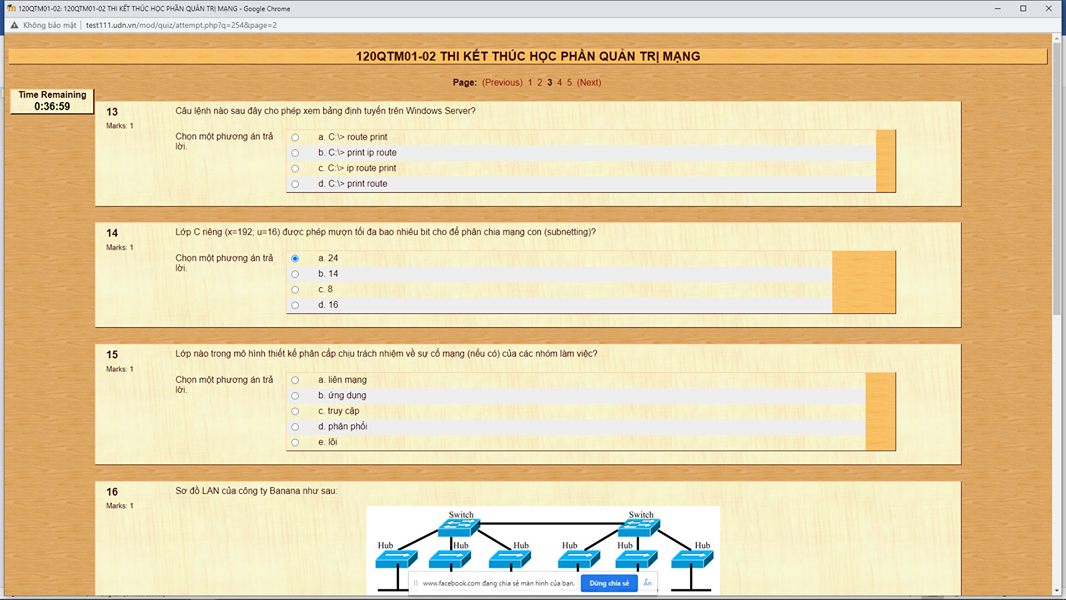 120QTM01-02: 120QTM01-02 THI KẾT THÚC HỌC PHẦN QUẢN TRỊ MẠNG - Google Chrome
Không bảo mật | test111.udn.vn/mod/quiz/attempt.php?q=254&page=2
120QTM01-02 THI KẾT THÚC HỌC PHẦN QUẢN TRỊ MẠNG
Page: (Previous) 1 2 3 4 5 (Next)
Time Remaining
0:36:59
13
Marks: 1
Câu lệnh nào sau đây cho phép xem bảng định tuyến trên Windows Server?
Chọn một phương án trả
lời.
a. C:\> route print
b. C:\> print ip route
c. C:\> ip route print
d. C:\> print route
14
Marks: 1
Lớp C riêng (x=192; u=16) được phép mượn tối đa bao nhiêu bit cho để phân chia mạng con (subnetting)?
Chọn một phương án trả
lời.
a. 24
b. 14
c. 8
d. 16
15
Marks: 1
Lớp nào trong mô hình thiết kế phân cấp chịu trách nhiệm về sự cố mạng (nếu có) của các nhóm làm việc?
Chọn một phương án trả
lời.
a. liên mạng
b. ứng dụng
c. truy cập
d. phân phối
e. lõi
16
Marks: 1
Sơ đồ LAN của công ty Banana như sau:
Switch Switch
Hub Hub Hub Hub Hub Hub
www.facebook.com đang chia sẻ màn hình của bạn. Dừng chia sẻ Ẩn